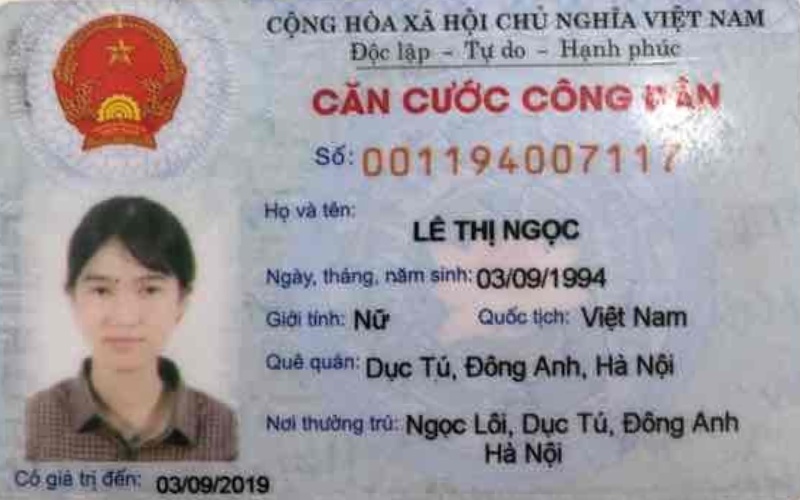 CỘNG HÒA XÃ HỘI CHỦ NGHĨA VIỆT NAM
Độc lập - Tự do - Hạnh phúc
CĂN CƯỚC CÔNG DÂN
Số: 001194007117
Họ và tên:
LÊ THỊ NGỌC
Ngày, tháng, năm sinh: 03/09/1994
Giới tính: Nữ Quốc tịch: Việt Nam
Quê quán: Dục Tú, Đông Anh, Hà Nội
Nơi thường trú: Ngọc Lôi, Dục Tú, Đông Anh
Hà Nội
Có giá trị đến: 03/09/2019